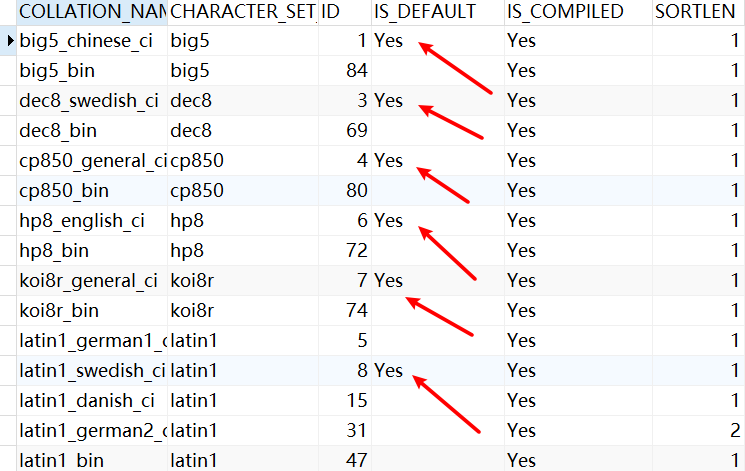 COLLATION_NAM CHARACTER_SET_ ID IS_DEFAULT IS_COMPILED SORTLEN
big5_chinese_ci big5 1 Yes Yes 1
big5_bin big5 84 Yes 1
dec8_swedish_ci dec8 3 Yes Yes 1
dec8_bin dec8 69 Yes 1
cp850_general_ci cp850 4 Yes Yes 1
cp850_bin cp850 80 Yes 1
hp8_english_ci hp8 6 Yes Yes 1
hp8_bin hp8 72 Yes 1
koi8r_general_ci koi8r 7 Yes Yes 1
koi8r_bin koi8r 74 Yes 1
latin1_german1_c latin1 5 Yes 1
latin1_swedish_ci latin1 8 Yes Yes 1
latin1_danish_ci latin1 15 Yes 1
latin1_german2_c latin1 31 Yes 2
latin1_bin latin1 47 Yes 1